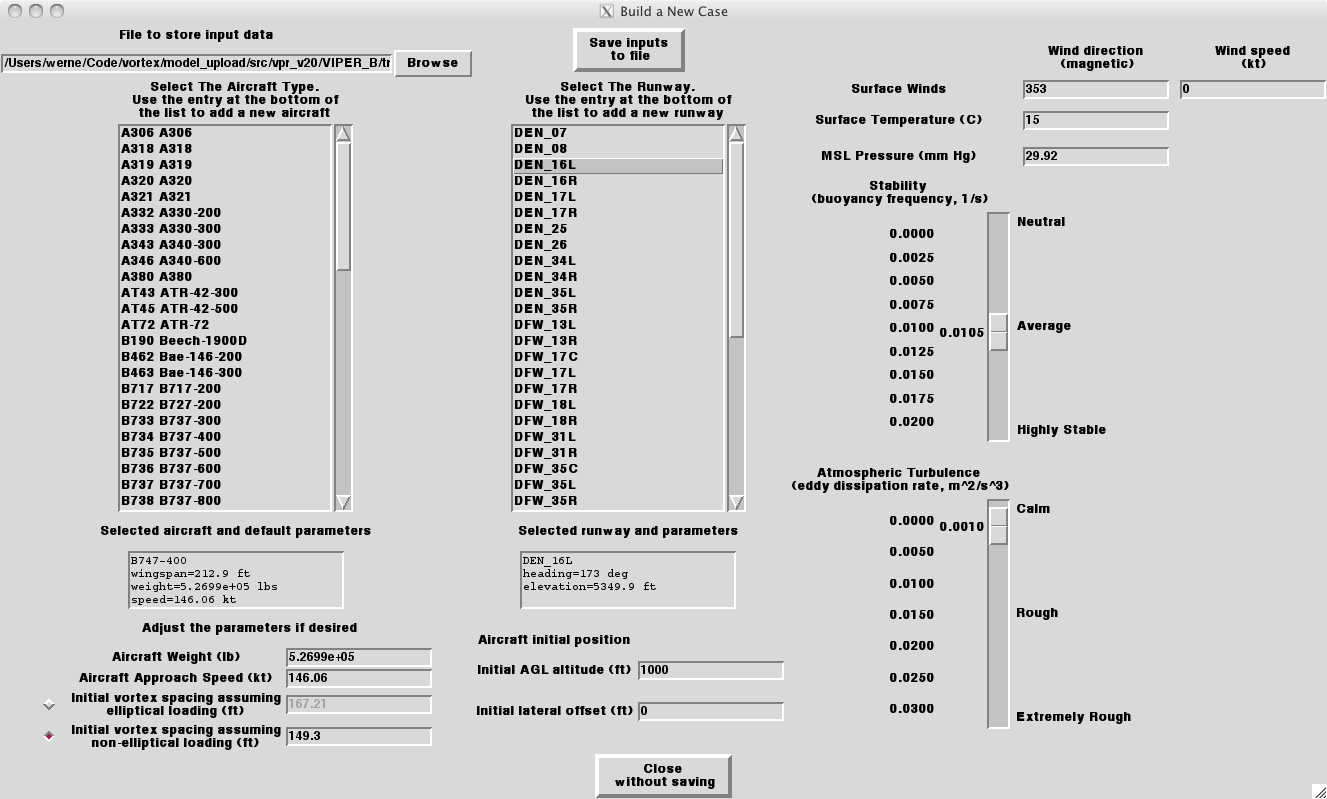 Build a New Case
File to store input data
/Users/werne/Code/vortex/model_upload/src/vpr_v20/VIPER_B/tr
Browse
Save inputs
to file
Select The Aircraft Type.
Use the entry at the bottom of
the list to add a new aircraft
A306 A306
A318 A318
A319 A319
A320 A320
A321 A321
A332 A330-200
A333 A330-300
A343 A340-300
A346 A340-600
A380 A380
AT43 ATR-42-300
AT45 ATR-42-500
AT72 ATR-72
B190 Beech-1900D
B462 Bae-146-200
B463 Bae-146-300
B717 B717-200
B722 B727-200
B733 B737-300
B734 B737-400
B735 B737-500
B736 B737-600
B737 B737-700
B738 B737-800
Selected aircraft and default parameters
B747-400
wingspan=212.9 ft
weight=5.2699e+05 lbs
speed=146.06 kt
Adjust the parameters if desired
Aircraft Weight (lb) 5.2699e+05
Aircraft Approach Speed (kt) 146.06
Initial vortex spacing assuming
elliptical loading (ft) 167.21
Initial vortex spacing assuming
non-elliptical loading (ft) 149.3
Select The Runway.
Use the entry at the bottom of
the list to add a new runway
DEN_07
DEN_08
DEN_16L
DEN_16R
DEN_17L
DEN_17R
DEN_25
DEN_26
DEN_34L
DEN_34R
DEN_35L
DEN_35R
DFW_13L
DFW_13R
DFW_17C
DFW_17L
DFW_17R
DFW_18L
DFW_18R
DFW_31L
DFW_31R
DFW_35C
DFW_35L
DFW_35R
Selected runway and parameters
DEN_16L
heading=173 deg
elevation=5349.9 ft
Aircraft initial position
Initial AGL altitude (ft) 1000
Initial lateral offset (ft) 0
Close
without saving
Wind direction
(magnetic)
Wind speed
(kt)
Surface Winds 353 0
Surface Temperature (C) 15
MSL Pressure (mm Hg) 29.92
Stability
(buoyancy frequency, 1/s)
Neutral
0.0000
0.0025
0.0050
0.0075
0.0100 0.0105 Average
0.0125
0.0150
0.0175
0.0200
Highly Stable
Atmospheric Turbulence
(eddy dissipation rate, m^2/s^3)
Calm
0.0000 0.0010
0.0050
0.0100
0.0150 Rough
0.0200
0.0250
0.0300
Extremely Rough